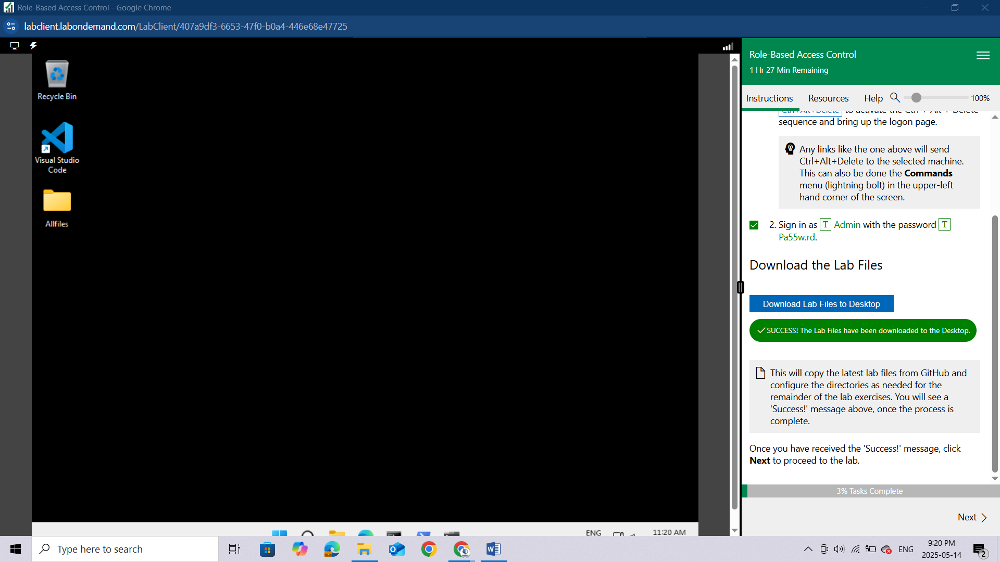 Role-Based Access Control - Google Chrome
labclient.labondemand.com/LabClient/407a9df3-6653-47f0-b0a4-446e68e47725
Recycle Bin
Visual Studio
Code
Allfiles
ENG
11:20 AM
Role-Based Access Control
1 Hr 27 Min Remaining
Instructions
Resources
Help
100%
Ctrl+Alt+Delete to activate the Ctrl + Alt + Delete
sequence and bring up the logon page.
Any links like the one above will send
Ctrl+Alt+Delete to the selected machine.
This can also be done the Commands
menu (lightning bolt) in the upper-left
hand corner of the screen.
2. Sign in as T Admin with the password T
Pa55w.rd.
Download the Lab Files
Download Lab Files to Desktop
SUCCESS! The Lab Files have been downloaded to the Desktop.
This will copy the latest lab files from GitHub and
configure the directories as needed for the
remainder of the lab exercises. You will see a
'Success!' message above, once the process is
complete.
Once you have received the 'Success!' message, click
Next to proceed to the lab.
3% Tasks Complete
Next
Type here to search
ENG
9:20 PM
2025-05-14
2